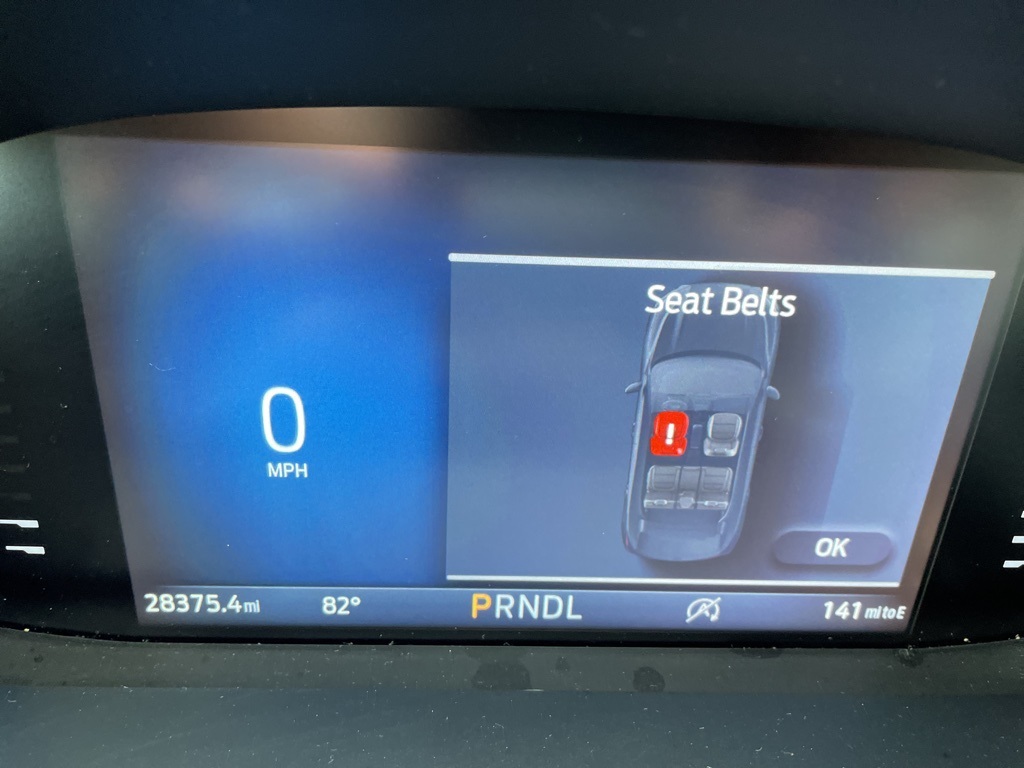 Seat Belts
0
MPH
OK
28375.4mi 82° PRNDL 141 mi to E